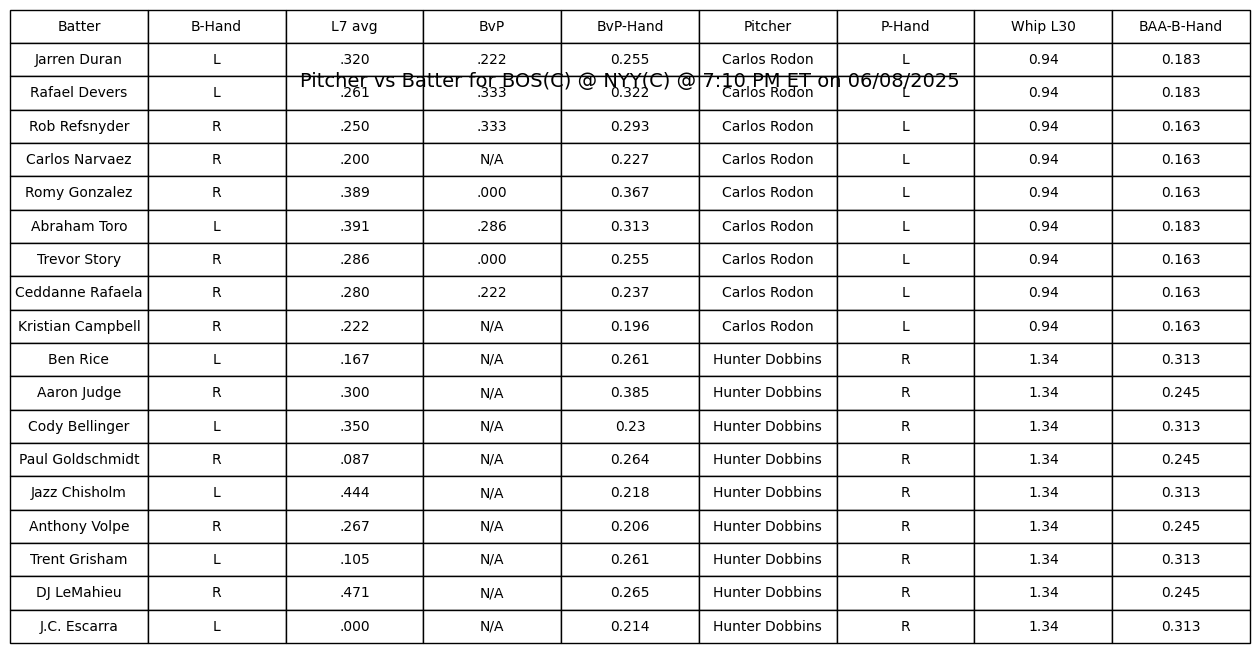 Batter B-Hand L7 avg BvP BvP-Hand Pitcher P-Hand Whip L30 BAA-B-Hand
Jarren Duran L .320 .222 0.255 Carlos Rodon L 0.94 0.183
Pitcher vs Batter for BOS(C) @ NYY(C) @ 7:10 PM ET on 06/08/2025
Rafael Devers L .261 .333 0.322 Carlos Rodon L 0.94 0.183
Rob Refsnyder R .250 .333 0.293 Carlos Rodon L 0.94 0.163
Carlos Narvaez R .200 N/A 0.227 Carlos Rodon L 0.94 0.163
Romy Gonzalez R .389 .000 0.367 Carlos Rodon L 0.94 0.163
Abraham Toro L .391 .286 0.313 Carlos Rodon L 0.94 0.183
Trevor Story R .286 .000 0.255 Carlos Rodon L 0.94 0.163
Ceddanne Rafaela R .280 .222 0.237 Carlos Rodon L 0.94 0.163
Kristian Campbell R .222 N/A 0.196 Carlos Rodon L 0.94 0.163
Ben Rice L .167 N/A 0.261 Hunter Dobbins R 1.34 0.313
Aaron Judge R .300 N/A 0.385 Hunter Dobbins R 1.34 0.245
Cody Bellinger L .350 N/A 0.23 Hunter Dobbins R 1.34 0.313
Paul Goldschmidt R .087 N/A 0.264 Hunter Dobbins R 1.34 0.245
Jazz Chisholm L .444 N/A 0.218 Hunter Dobbins R 1.34 0.313
Anthony Volpe R .267 N/A 0.206 Hunter Dobbins R 1.34 0.245
Trent Grisham L .105 N/A 0.261 Hunter Dobbins R 1.34 0.313
DJ LeMahieu R .471 N/A 0.265 Hunter Dobbins R 1.34 0.245
J.C. Escarra L .000 N/A 0.214 Hunter Dobbins R 1.34 0.313